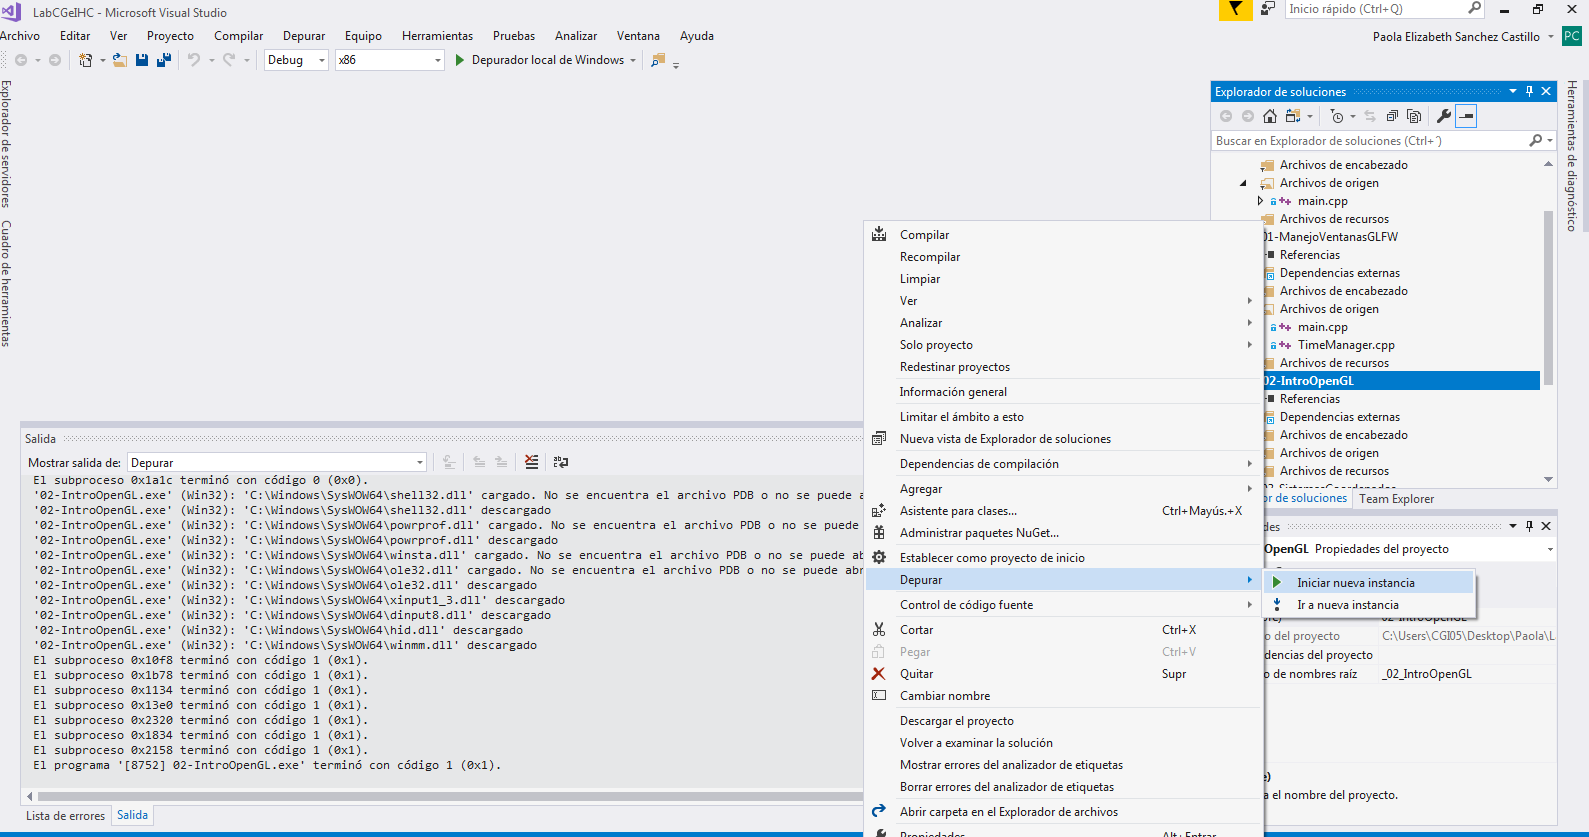 LabCGeIHC - Microsoft Visual Studio
Inicio rápido (Ctrl+Q)
Archivo Editar Ver Proyecto Compilar Depurar Equipo Herramientas Pruebas Analizar Ventana Ayuda
Paola Elizabeth Sanchez Castillo PC
Debug x86 Depurador local de Windows
Explorador de servidores
Cuadro de herramientas
Herramientas de diagnóstico
Explorador de soluciones
Buscar en Explorador de soluciones (Ctrl+´)
Archivos de encabezado
Archivos de origen
main.cpp
Archivos de recursos
01-ManejoVentanasGLFW
Referencias
Dependencias externas
Archivos de encabezado
Archivos de origen
main.cpp
TimeManager.cpp
Archivos de recursos
02-IntroOpenGL
Referencias
Dependencias externas
Archivos de encabezado
Archivos de origen
Archivos de recursos
or de soluciones Team Explorer
des
OpenGL Propiedades del proyecto
02-IntroOpenGL
o del proyecto C:\Users\CGI05\Desktop\Paola\L
dencias del proyecto
o de nombres raíz _02_IntroOpenGL
e)
a el nombre del proyecto.
Compilar
Recompilar
Limpiar
Ver
Analizar
Solo proyecto
Redestinar proyectos
Información general
Limitar el ámbito a esto
Nueva vista de Explorador de soluciones
Dependencias de compilación
Agregar
Asistente para clases... Ctrl+Mayús.+X
Administrar paquetes NuGet...
Establecer como proyecto de inicio
Depurar
Control de código fuente
Cortar Ctrl+X
Pegar Ctrl+V
Quitar Supr
Cambiar nombre
Descargar el proyecto
Volver a examinar la solución
Mostrar errores del analizador de etiquetas
Borrar errores del analizador de etiquetas
Abrir carpeta en el Explorador de archivos
Propiedades Alt+Entrar
Iniciar nueva instancia
Ir a nueva instancia
Salida
Mostrar salida de: Depurar
El subproceso 0x1a1c terminó con código 0 (0x0).
'02-IntroOpenGL.exe' (Win32): 'C:\Windows\SysWOW64\shell32.dll' cargado. No se encuentra el archivo PDB o no se puede a
'02-IntroOpenGL.exe' (Win32): 'C:\Windows\SysWOW64\shell32.dll' descargado
'02-IntroOpenGL.exe' (Win32): 'C:\Windows\SysWOW64\powrprof.dll' cargado. No se encuentra el archivo PDB o no se puede
'02-IntroOpenGL.exe' (Win32): 'C:\Windows\SysWOW64\powrprof.dll' descargado
'02-IntroOpenGL.exe' (Win32): 'C:\Windows\SysWOW64\winsta.dll' cargado. No se encuentra el archivo PDB o no se puede ab
'02-IntroOpenGL.exe' (Win32): 'C:\Windows\SysWOW64\ole32.dll' cargado. No se encuentra el archivo PDB o no se puede abr
'02-IntroOpenGL.exe' (Win32): 'C:\Windows\SysWOW64\ole32.dll' descargado
'02-IntroOpenGL.exe' (Win32): 'C:\Windows\SysWOW64\xinput1_3.dll' descargado
'02-IntroOpenGL.exe' (Win32): 'C:\Windows\SysWOW64\dinput8.dll' descargado
'02-IntroOpenGL.exe' (Win32): 'C:\Windows\SysWOW64\hid.dll' descargado
'02-IntroOpenGL.exe' (Win32): 'C:\Windows\SysWOW64\winmm.dll' descargado
El subproceso 0x10f8 terminó con código 1 (0x1).
El subproceso 0x1b78 terminó con código 1 (0x1).
El subproceso 0x1134 terminó con código 1 (0x1).
El subproceso 0x13e0 terminó con código 1 (0x1).
El subproceso 0x2320 terminó con código 1 (0x1).
El subproceso 0x1834 terminó con código 1 (0x1).
El subproceso 0x2158 terminó con código 1 (0x1).
El programa '[8752] 02-IntroOpenGL.exe' terminó con código 1 (0x1).
Lista de errores Salida